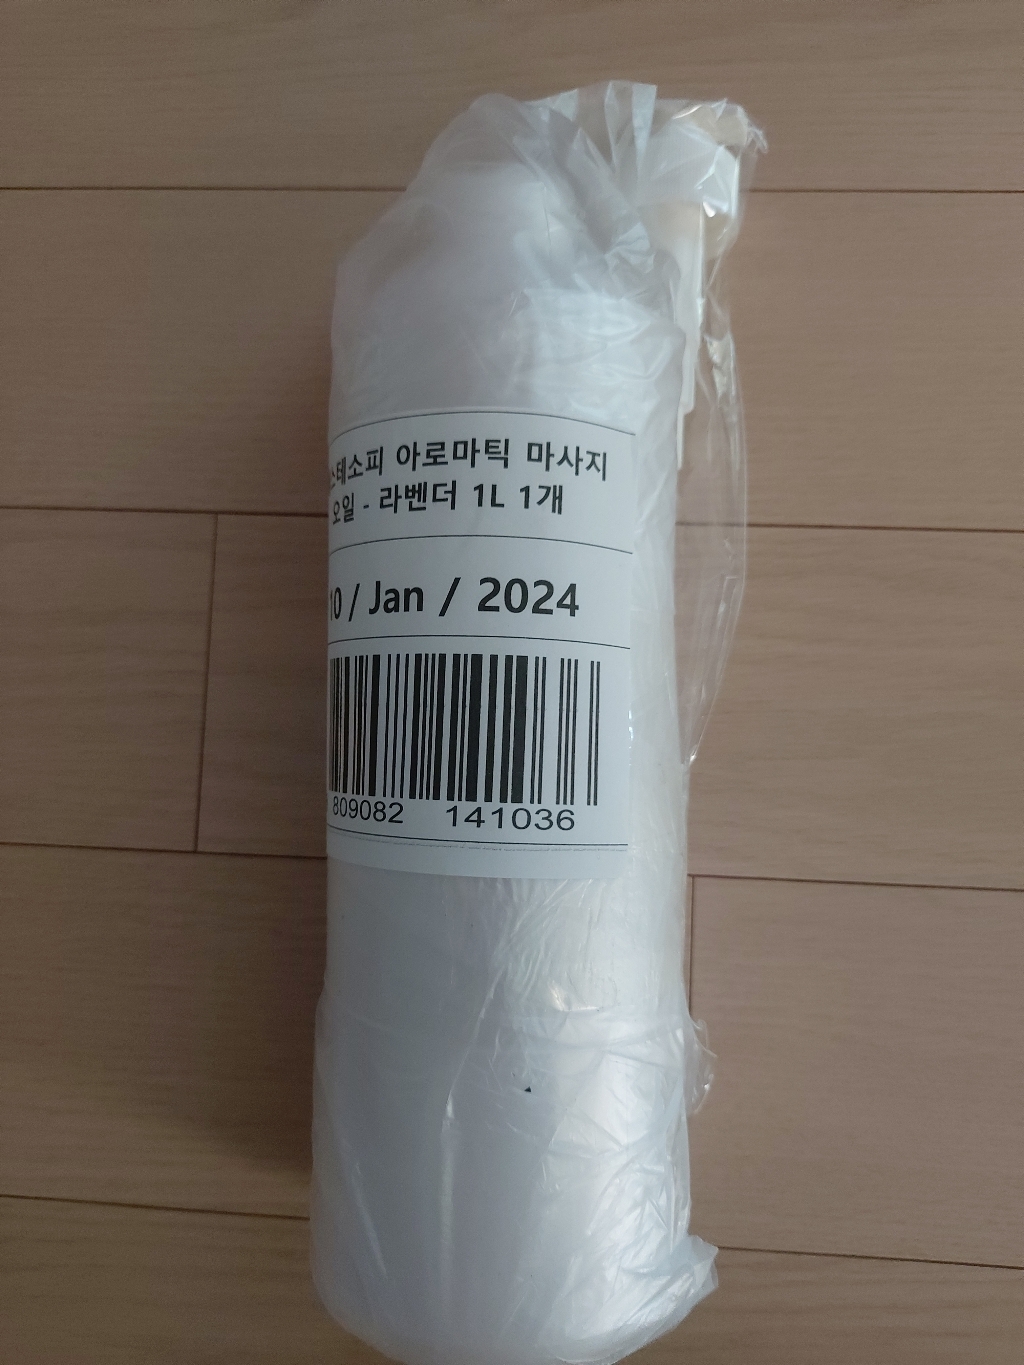 스테소피 아로마틱 마사지
오일 - 라벤더 1L 1개
10 / Jan / 2024
809082 141036